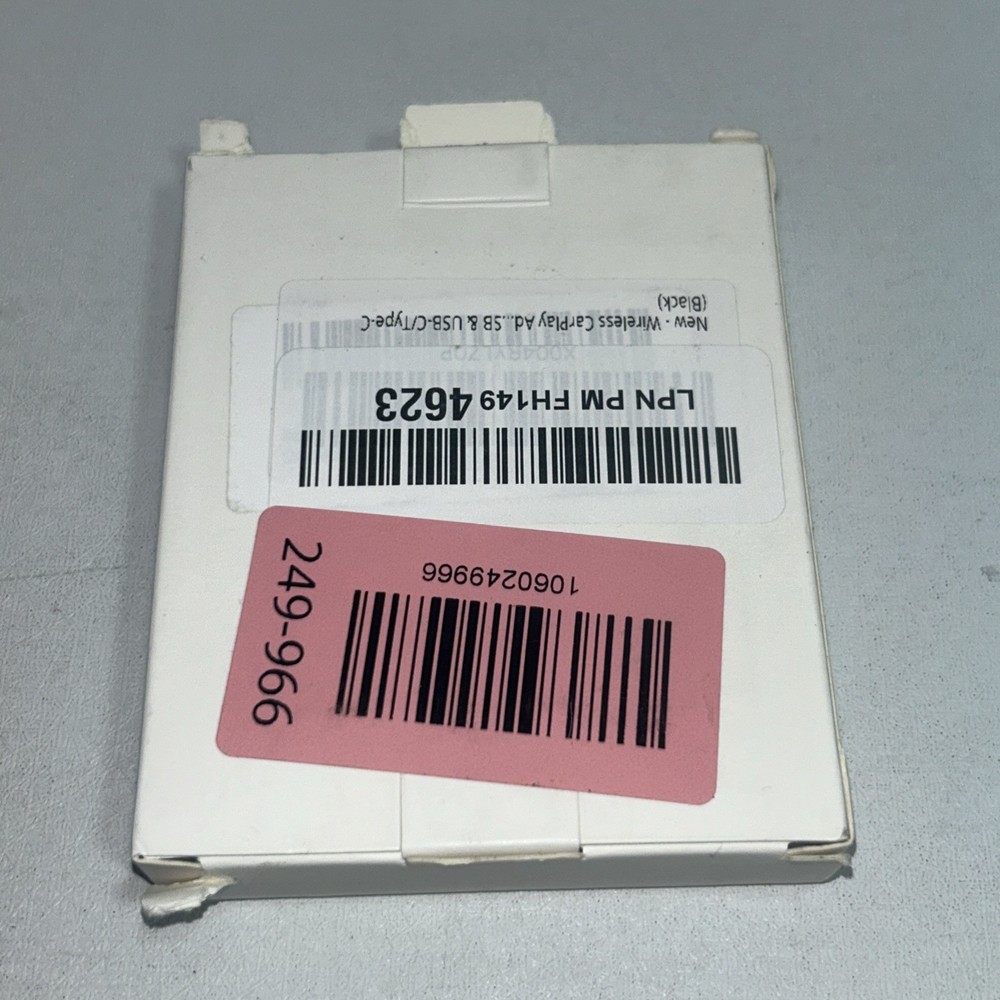 1060249966
249-966
LPN PM FH149 4623
New - Wireless CarPlay Ad...SB & USB-C/Type-C
(Black)